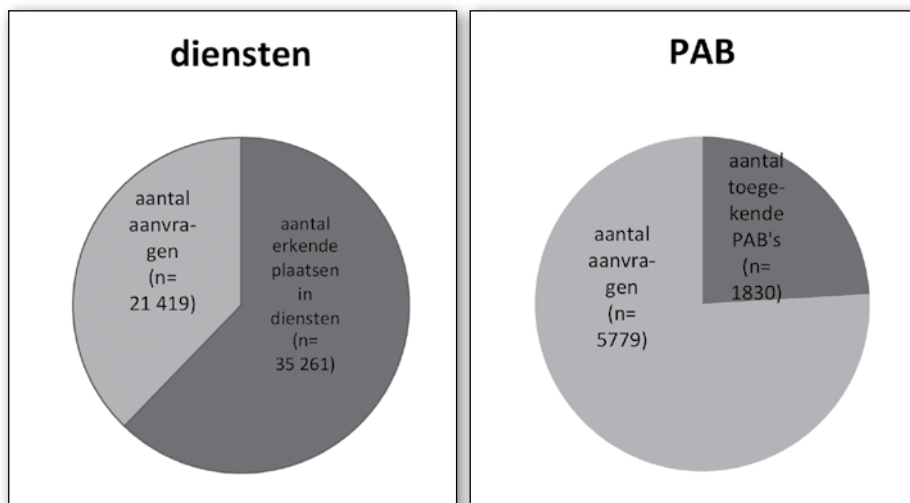 diensten
aantal
aanvra-
gen
(n=
21 419)
aantal
erkende
plaatsen
in
diensten
(n=
35 261)
PAB
aantal
aanvra-
gen
(n=
5779)
aantal
toege-
kende
PAB's
(n=
1830)